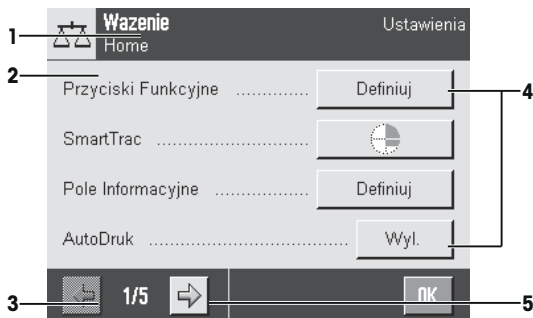 Wazenie
Ustawienia
1
Home
2
Przyciski Funkcyjne .............. Definiuj
4
SmartTrac ............................
Pole Informacyjne ................. Definiuj
AutoDruk .................................... Wyl.
3
1/5
OK
5